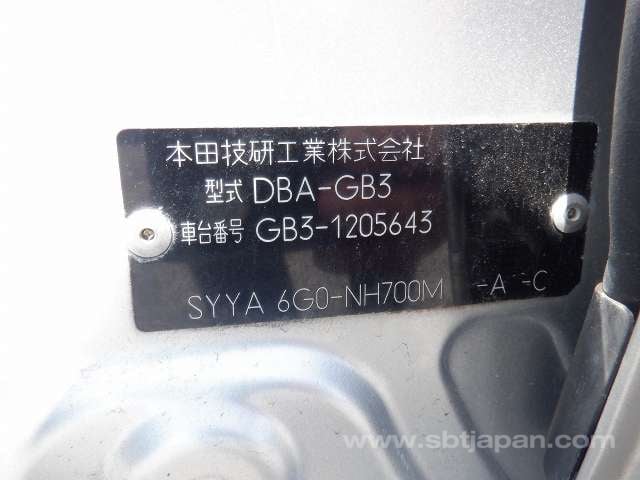 本田技研工業株式会社
型式 DBA-GB3
車台番号 GB3-1205643
SYYA 6G0-NH700M -A -C
www.sbtjapan.com